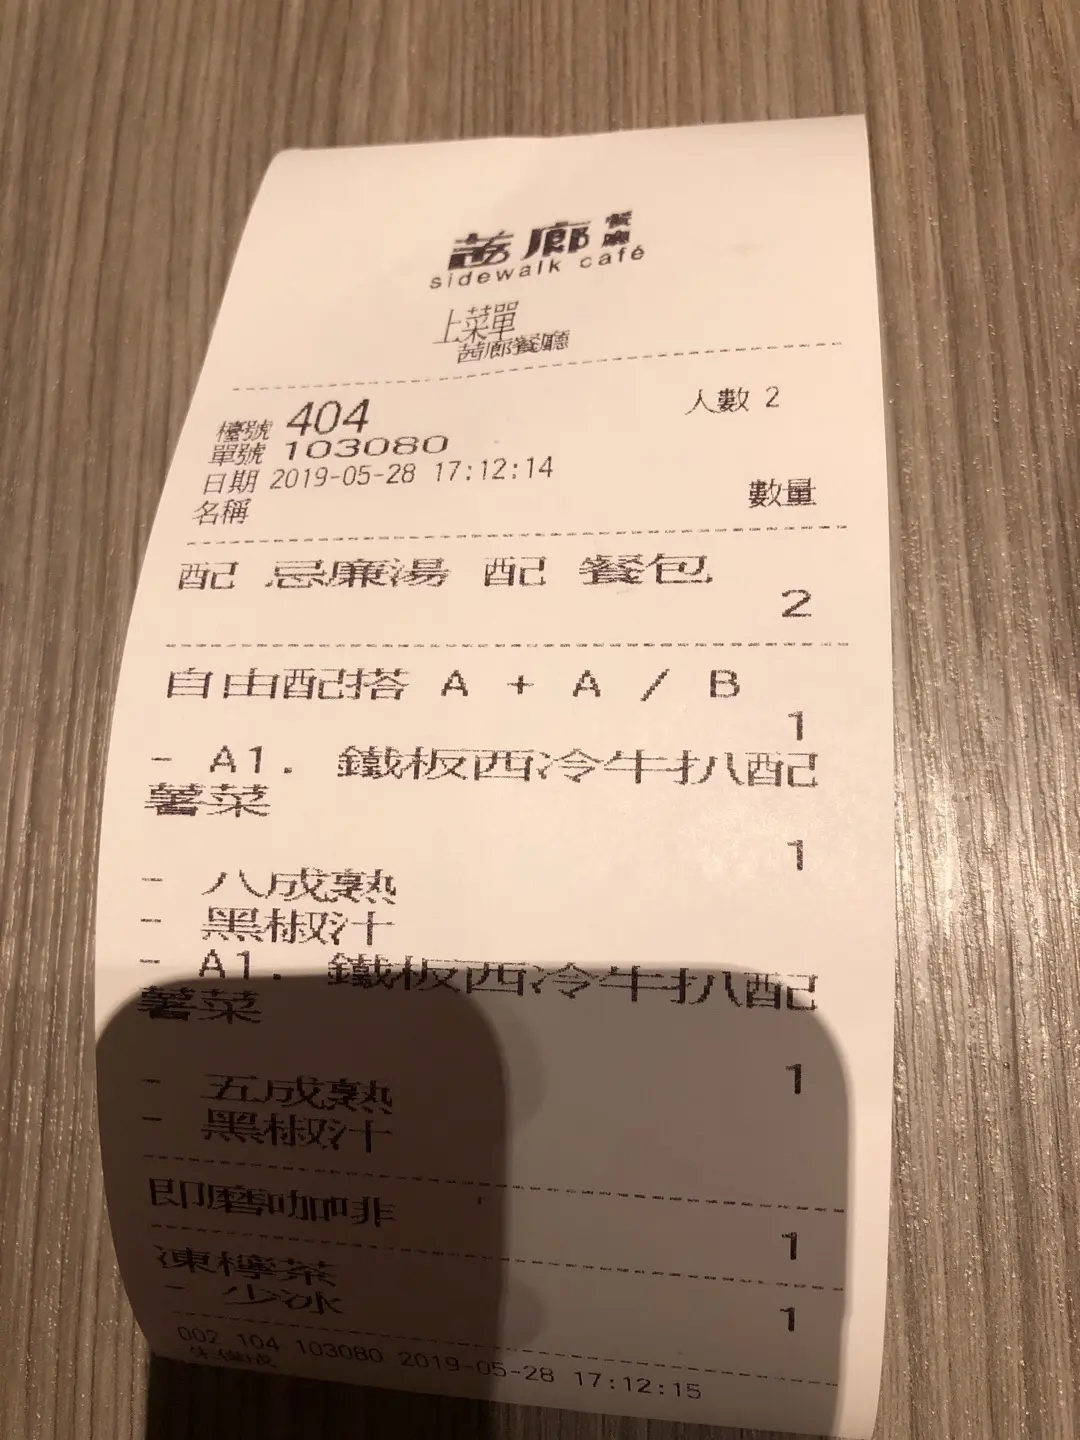 茜廊餐廳
sidewalk café
上菜單
茜廊餐廳
檯號 404 人數 2
單號 103080
日期 2019-05-28 17:12:14
名稱 數量
配 忌廉湯 配 餐包
2
自由配搭 A + A / B
1
- A1. 鐵板西冷牛扒配
薯菜
1
- 八成熟
- 黑椒汁
- A1. 鐵板西冷牛扒配
薯菜
1
- 五成熟
- 黑椒汁
即磨咖啡
1
凍檸茶
- 少冰
1
002 104 103080 2019-05-28 17:12:15